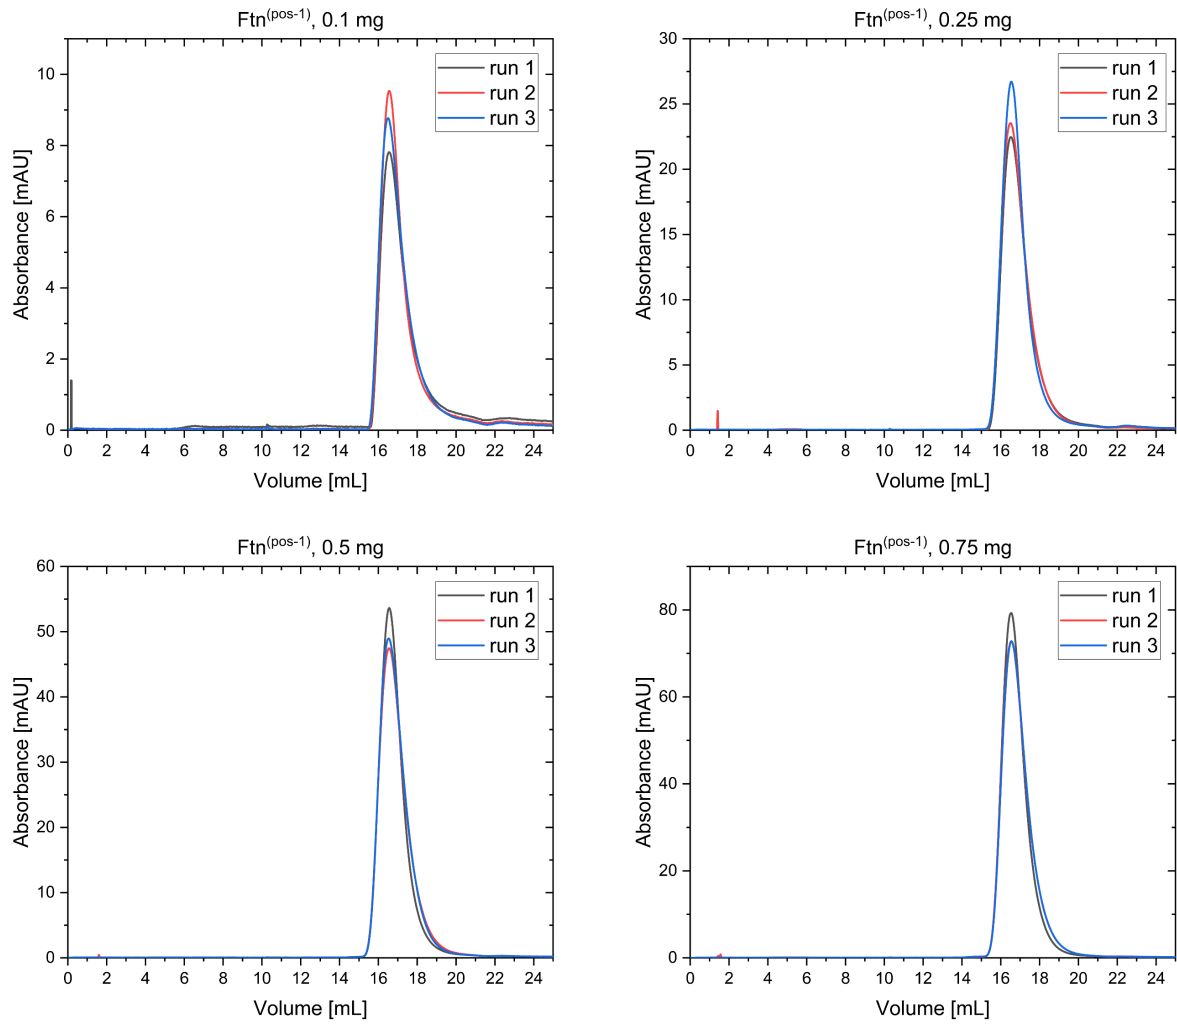 Ftn(pos-1), 0.1 mg
Absorbance [mAU]
10
8
6
4
2
0
run 1
run 2
run 3
0 2 4 6 8 10 12 14 16 18 20 22 24
Volume [mL]
Ftn(pos-1), 0.25 mg
Absorbance [mAU]
30
25
20
15
10
5
0
run 1
run 2
run 3
0 2 4 6 8 10 12 14 16 18 20 22 24
Volume [mL]
Ftn(pos-1), 0.5 mg
Absorbance [mAU]
60
50
40
30
20
10
0
run 1
run 2
run 3
0 2 4 6 8 10 12 14 16 18 20 22 24
Volume [mL]
Ftn(pos-1), 0.75 mg
Absorbance [mAU]
80
60
40
20
0
run 1
run 2
run 3
0 2 4 6 8 10 12 14 16 18 20 22 24
Volume [mL]